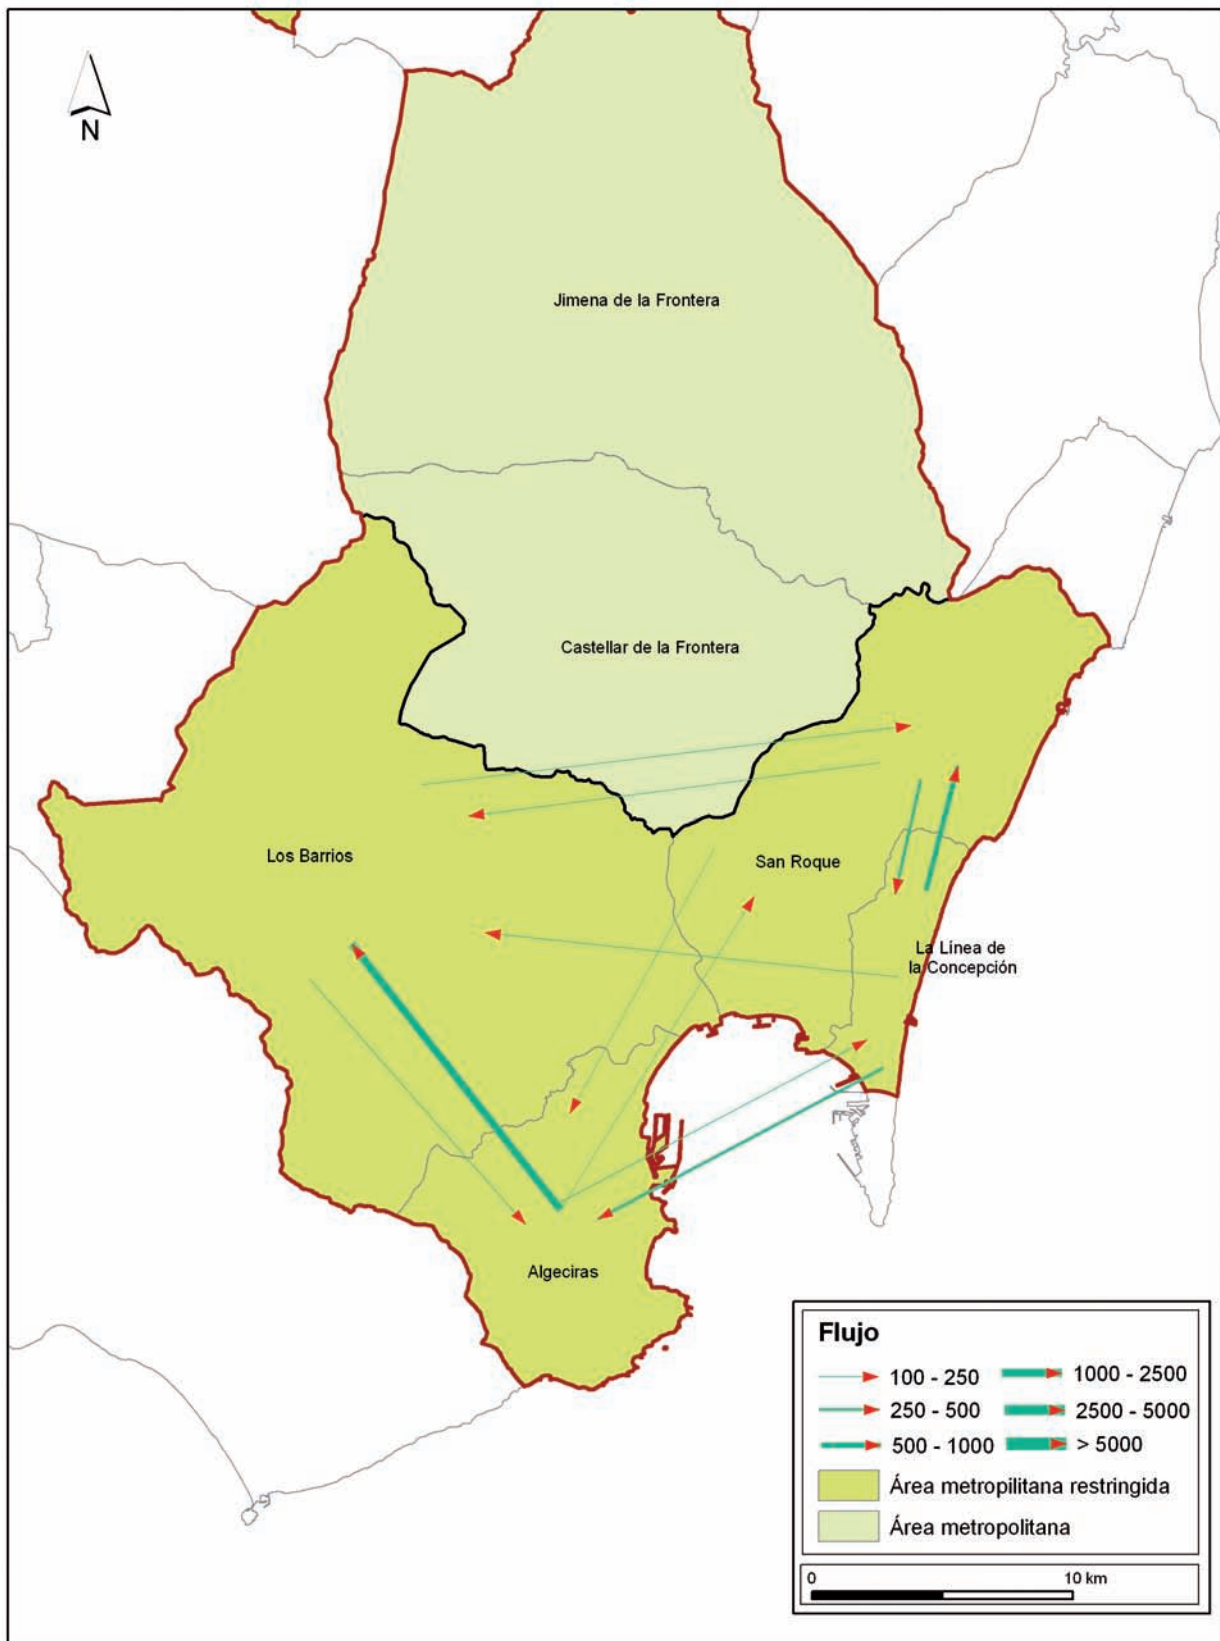 N
Jimena de la Frontera
Castellar de la Frontera
Los Barrios
San Roque
La Línea de
la Concepción
Algeciras
Flujo
100 - 250
1000 - 2500
250 - 500
2500 - 5000
500 - 1000
> 5000
Área metropilitana restringida
Área metropolitana
0
10 km